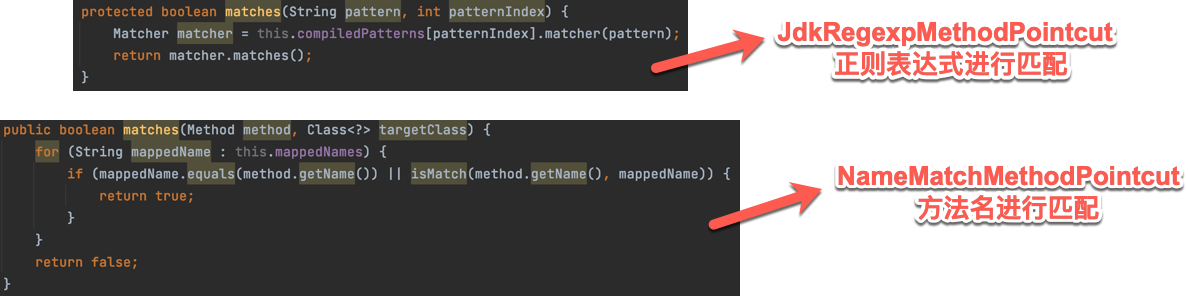 protected boolean matches(String pattern, int patternIndex) {
Matcher matcher = this.compiledPatterns[patternIndex].matcher(pattern);
return matcher.matches();
}
JdkRegexpMethodPointcut
正则表达式进行匹配
public boolean matches(Method method, Class<?> targetClass) {
for (String mappedName : this.mappedNames) {
if (mappedName.equals(method.getName()) || isMatch(method.getName(), mappedName)) {
return true;
}
}
return false;
}
NameMatchMethodPointcut
方法名进行匹配